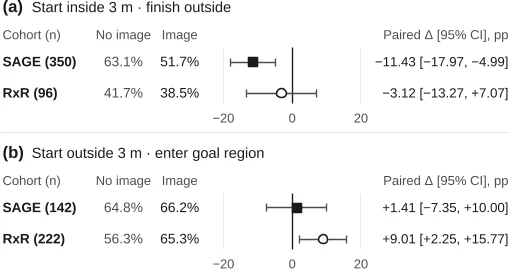 (a) Start inside 3 m · finish outside
Cohort (n) No image Image Paired Δ [95% CI], pp
SAGE (350) 63.1% 51.7% −11.43 [−17.97, −4.99]
RxR (96) 41.7% 38.5% −3.12 [−13.27, +7.07]
−20 0 20
(b) Start outside 3 m · enter goal region
Cohort (n) No image Image Paired Δ [95% CI], pp
SAGE (142) 64.8% 66.2% +1.41 [−7.35, +10.00]
RxR (222) 56.3% 65.3% +9.01 [+2.25, +15.77]
−20 0 20